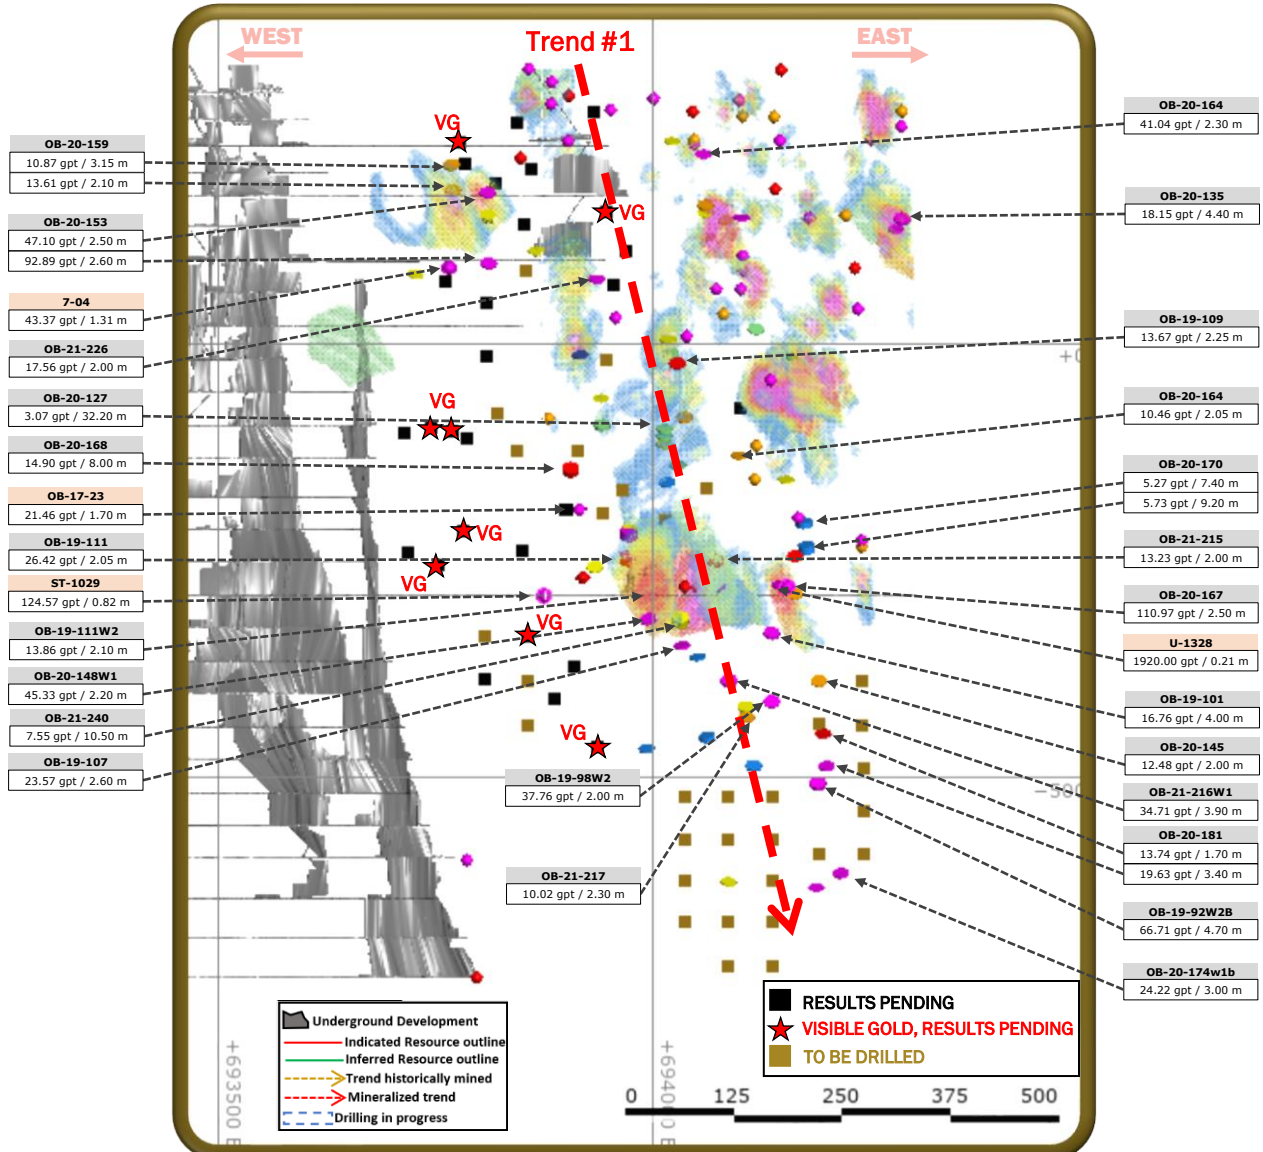 WEST
Trend #1
EAST
VG
VG
VG
VG
VG
VG
VG
OB-20-159
10.87 gpt / 3.15 m
13.61 gpt / 2.10 m
OB-20-153
47.10 gpt / 2.50 m
92.89 gpt / 2.60 m
7-04
43.37 gpt / 1.31 m
OB-21-226
17.56 gpt / 2.00 m
OB-20-127
3.07 gpt / 32.20 m
OB-20-168
14.90 gpt / 8.00 m
OB-17-23
21.46 gpt / 1.70 m
OB-19-111
26.42 gpt / 2.05 m
ST-1029
124.57 gpt / 0.82 m
OB-19-111W2
13.86 gpt / 2.10 m
OB-20-148W1
45.33 gpt / 2.20 m
OB-21-240
7.55 gpt / 10.50 m
OB-19-107
23.57 gpt / 2.60 m
OB-19-98W2
37.76 gpt / 2.00 m
OB-21-217
10.02 gpt / 2.30 m
OB-20-164
41.04 gpt / 2.30 m
OB-20-135
18.15 gpt / 4.40 m
OB-19-109
13.67 gpt / 2.25 m
OB-20-164
10.46 gpt / 2.05 m
OB-20-170
5.27 gpt / 7.40 m
5.73 gpt / 9.20 m
OB-21-215
13.23 gpt / 2.00 m
OB-20-167
110.97 gpt / 2.50 m
U-1328
1920.00 gpt / 0.21 m
OB-19-101
16.76 gpt / 4.00 m
OB-20-145
12.48 gpt / 2.00 m
OB-21-216W1
34.71 gpt / 3.90 m
OB-20-181
13.74 gpt / 1.70 m
19.63 gpt / 3.40 m
OB-19-92W2B
66.71 gpt / 4.70 m
OB-20-174w1b
24.22 gpt / 3.00 m
+0
-500
+693500 E
Underground Development
Indicated Resource outline
Inferred Resource outline
Trend historically mined
Mineralized trend
Drilling in progress
RESULTS PENDING
VISIBLE GOLD, RESULTS PENDING
TO BE DRILLED
0 125 250 375 500